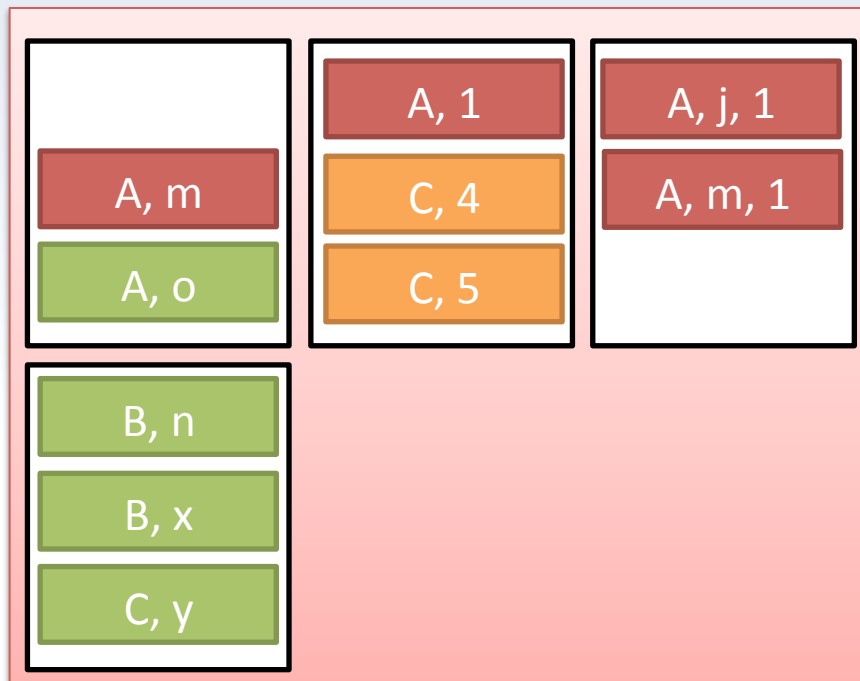 A, m
A, o
A, 1
C, 4
C, 5
A, j, 1
A, m, 1
B, n
B, x
C, y